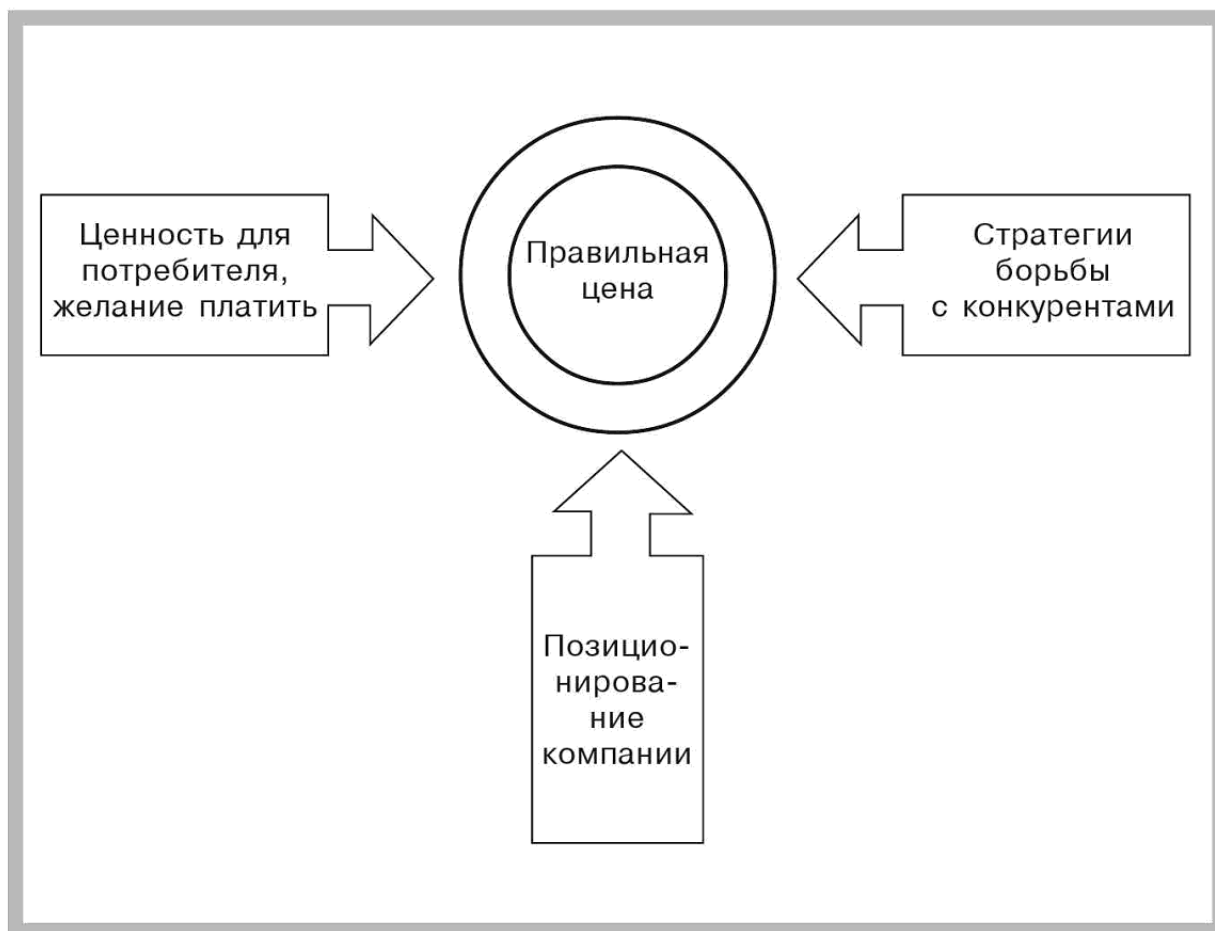 Ценность для
потребителя,
желание платить
Правильная
цена
Стратегии
борьбы
с конкурентами
Позицио-
нирова-
ние
компании